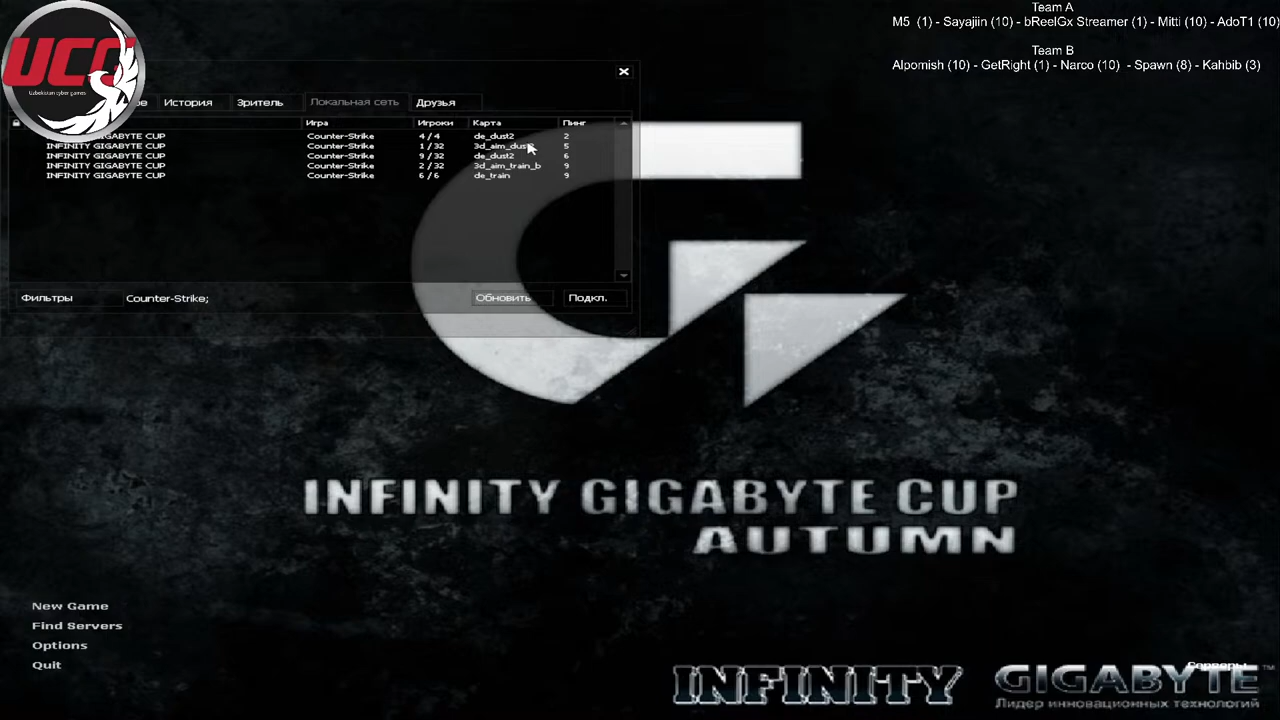 Team A
M5 (1) - Sayajiin (10) - bReelGx Streamer (1) - Mitti (10) - AdoT1 (10)
Team B
Alpomish (10) - GetRight (1) - Narco (10) - Spawn (8) - Kahbib (3)
UCG
Uzbekistan cyber games
История Зритель Локальная сеть Друзья
Игра Игроки Карта Пинг
GIGABYTE CUP Counter-Strike 4 / 4 de_dust2 2
INFINITY GIGABYTE CUP Counter-Strike 1 / 32 5
INFINITY GIGABYTE CUP Counter-Strike 9 / 32 de_dust2 6
INFINITY GIGABYTE CUP Counter-Strike 2 / 32 3d_aim_train_b 9
INFINITY GIGABYTE CUP Counter-Strike 6 / 6 de_train 9
Фильтры Counter-Strike; Обновить Подкл.
INFINITY GIGABYTE CUP
AUTUMN
New Game
Find Servers
Options
Quit
Серверы
INFINITY GIGABYTE™
Лидер инновационных технологий